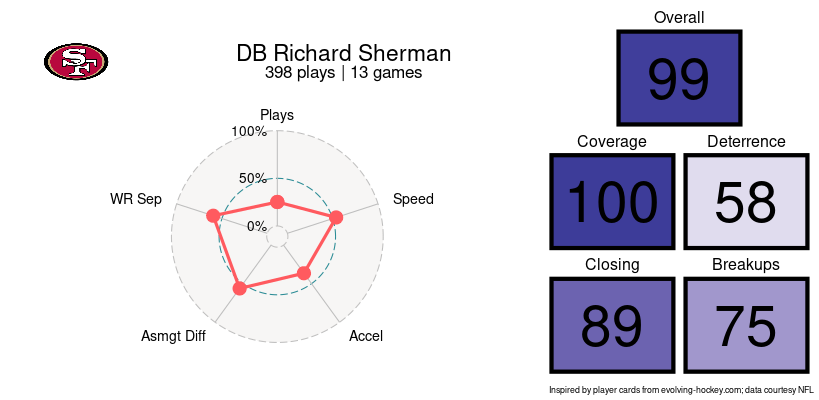 SF
DB Richard Sherman
398 plays | 13 games
Plays
100%
50%
0%
WR Sep
Speed
Asmgt Diff
Accel
Overall
99
Coverage
Deterrence
100
58
Closing
Breakups
89
75
Inspired by player cards from evolving-hockey.com; data courtesy NFL